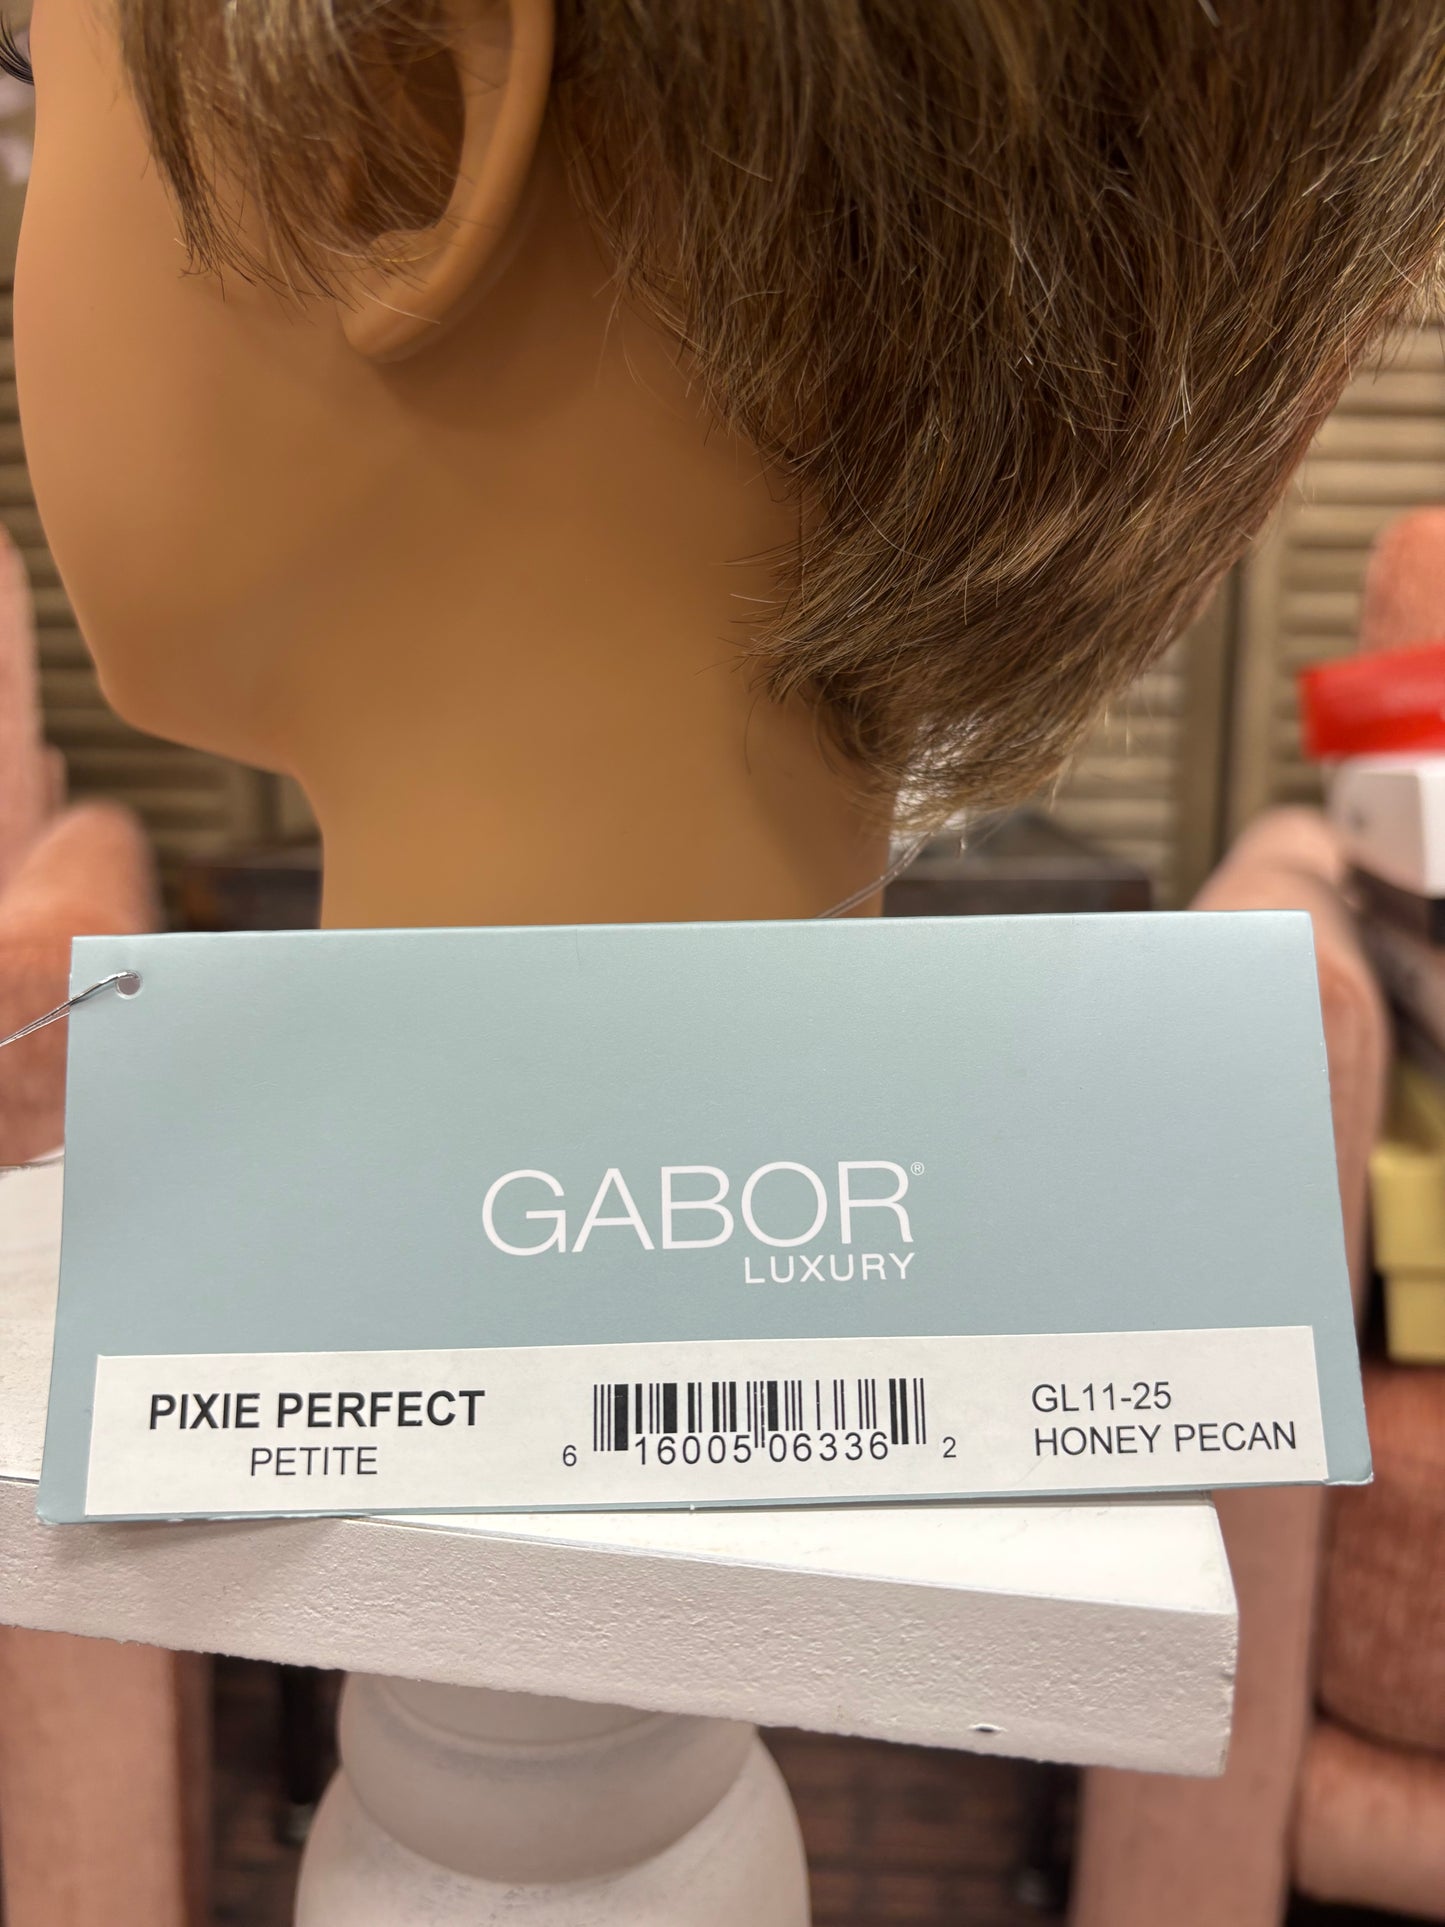 GABOR®
LUXURY
PIXIE PERFECT
PETITE
6 16005 06336 2
GL11-25
HONEY PECAN